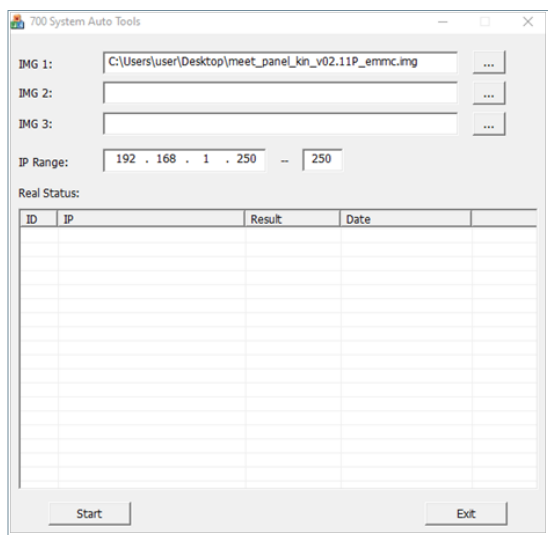 700 System Auto Tools
IMG 1: C:\Users\user\Desktop\meet_panel_kin_v02.11P_emmc.img ...
IMG 2: ...
IMG 3: ...
IP Range: 192 . 168 . 1 . 250 -- 250
Real Status:
ID IP Result Date
Start Exit